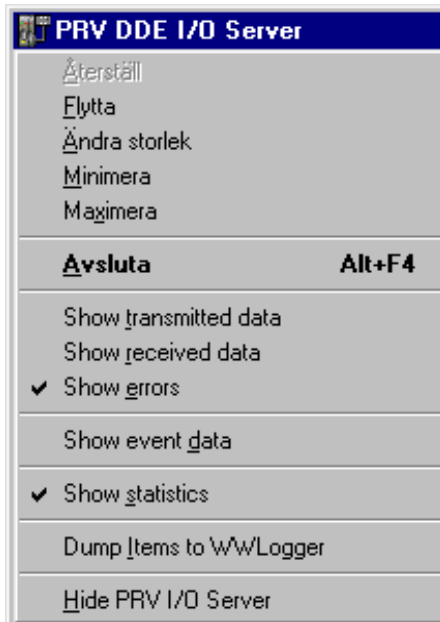 PRV DDE I/O Server
Återställ
Flytta
Ändra storlek
Minimera
Maximera
Avsluta Alt+F4
Show transmitted data
Show received data
Show errors
Show event data
Show statistics
Dump Items to WWLogger
Hide PRV I/O Server